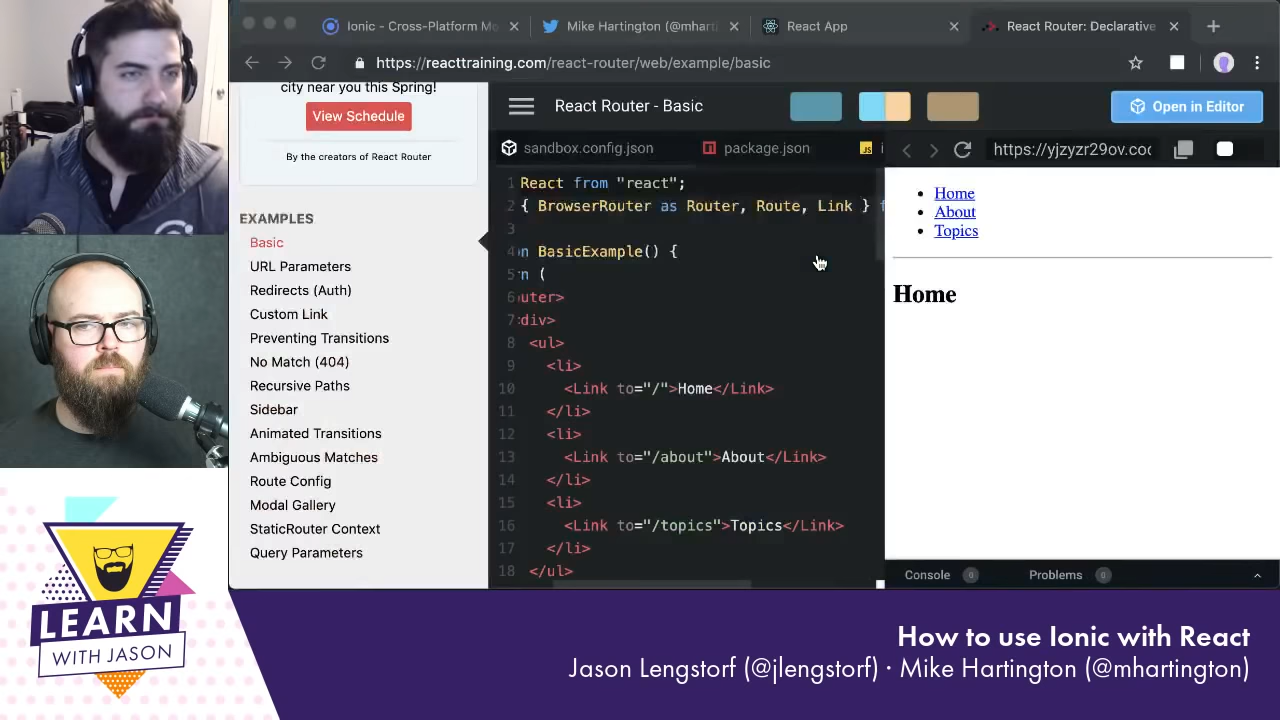 Ionic - Cross-Platform Mo
Mike Hartington (@mharti
React App
React Router: Declarative
https://reacttraining.com/react-router/web/example/basic
city near you this Spring!
View Schedule
By the creators of React Router
EXAMPLES
Basic
URL Parameters
Redirects (Auth)
Custom Link
Preventing Transitions
No Match (404)
Recursive Paths
Sidebar
Animated Transitions
Ambiguous Matches
Route Config
Modal Gallery
StaticRouter Context
Query Parameters
React Router - Basic
Open in Editor
sandbox.config.json
package.json
JS i
https://yjzyzr29ov.coc
1 React from "react";
2 { BrowserRouter as Router, Route, Link } f
3
4 n BasicExample() {
5 n (
6 uter>
7 div>
8 <ul>
9 <li>
10 <Link to="/">Home</Link>
11 </li>
12 <li>
13 <Link to="/about">About</Link>
14 </li>
15 <li>
16 <Link to="/topics">Topics</Link>
17 </li>
18 </ul>
Home
About
Topics
Home
Console 0
Problems 0
LEARN
WITH JASON
How to use Ionic with React
Jason Lengstorf (@jlengstorf) · Mike Hartington (@mhartington)